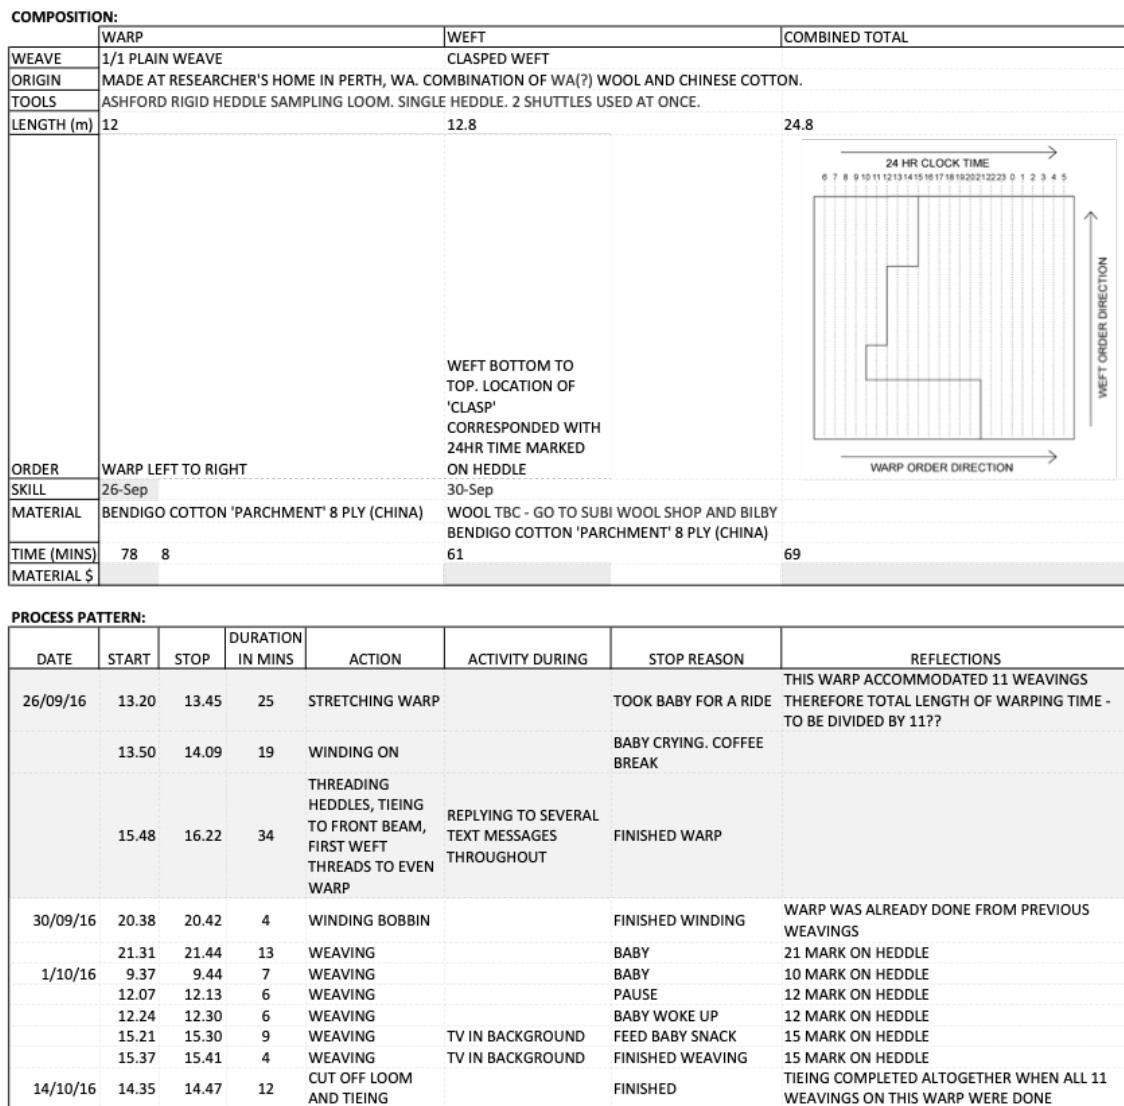 COMPOSITION:
WARP WEFT COMBINED TOTAL
WEAVE 1/1 PLAIN WEAVE CLASPED WEFT
ORIGIN MADE AT RESEARCHER'S HOME IN PERTH, WA. COMBINATION OF WA(?) WOOL AND CHINESE COTTON.
TOOLS ASHFORD RIGID HEDDLE SAMPLING LOOM. SINGLE HEDDLE. 2 SHUTTLES USED AT ONCE.
LENGTH (m) 12 12.8 24.8
24 HR CLOCK TIME
6 7 8 9 10 11 12 13 14 15 16 17 18 19 20 21 22 23 0 1 2 3 4 5
WEFT ORDER DIRECTION
WARP ORDER DIRECTION
WEFT BOTTOM TO
TOP. LOCATION OF
'CLASP'
CORRESPONDED WITH
24HR TIME MARKED
ORDER WARP LEFT TO RIGHT ON HEDDLE
SKILL 26-Sep 30-Sep
MATERIAL BENDIGO COTTON 'PARCHMENT' 8 PLY (CHINA) WOOL TBC - GO TO SUBI WOOL SHOP AND BILBY
BENDIGO COTTON 'PARCHMENT' 8 PLY (CHINA)
TIME (MINS) 78 8 61 69
MATERIAL $
PROCESS PATTERN:
DATE START STOP DURATION IN MINS ACTION ACTIVITY DURING STOP REASON REFLECTIONS
26/09/16 13.20 13.45 25 STRETCHING WARP TOOK BABY FOR A RIDE THIS WARP ACCOMMODATED 11 WEAVINGS
THEREFORE TOTAL LENGTH OF WARPING TIME -
TO BE DIVIDED BY 11??
13.50 14.09 19 WINDING ON BABY CRYING. COFFEE
BREAK
15.48 16.22 34 THREADING
HEDDLES, TIEING
TO FRONT BEAM,
FIRST WEFT
THREADS TO EVEN
WARP
REPLYING TO SEVERAL
TEXT MESSAGES
THROUGHOUT
FINISHED WARP
30/09/16 20.38 20.42 4 WINDING BOBBIN FINISHED WINDING WARP WAS ALREADY DONE FROM PREVIOUS
WEAVINGS
21.31 21.44 13 WEAVING BABY 21 MARK ON HEDDLE
1/10/16 9.37 9.44 7 WEAVING BABY 10 MARK ON HEDDLE
12.07 12.13 6 WEAVING PAUSE 12 MARK ON HEDDLE
12.24 12.30 6 WEAVING BABY WOKE UP 12 MARK ON HEDDLE
15.21 15.30 9 WEAVING TV IN BACKGROUND FEED BABY SNACK 15 MARK ON HEDDLE
15.37 15.41 4 WEAVING TV IN BACKGROUND FINISHED WEAVING 15 MARK ON HEDDLE
14/10/16 14.35 14.47 12 CUT OFF LOOM
AND TIEING
FINISHED TIEING COMPLETED ALTOGETHER WHEN ALL 11
WEAVINGS ON THIS WARP WERE DONE